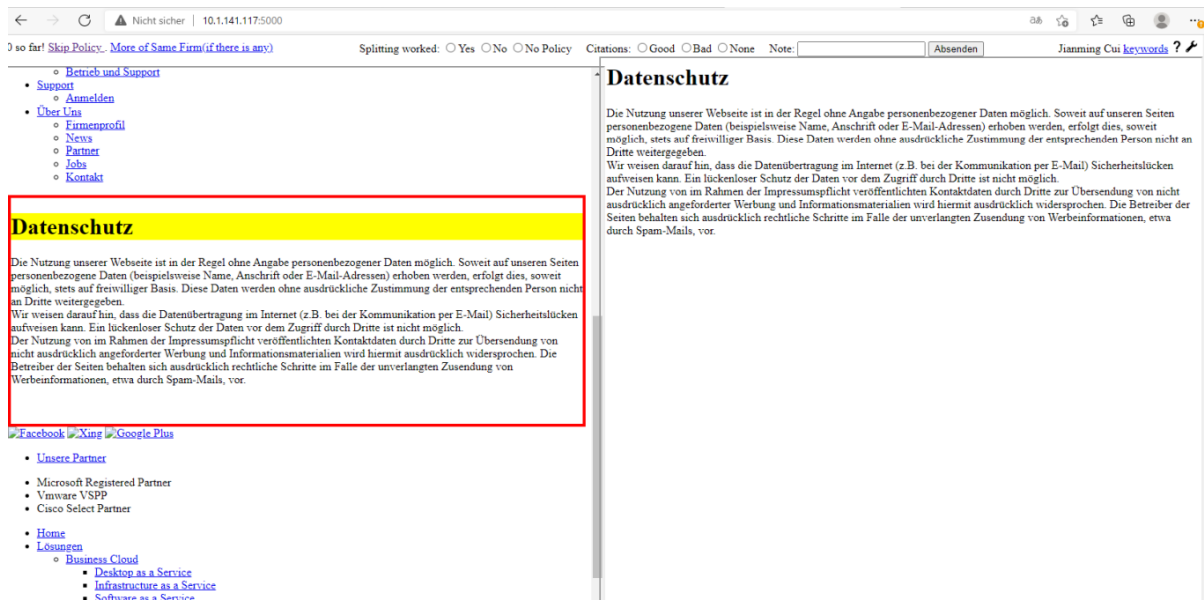 Nicht sicher | 10.1.141.117:5000
so far! Skip Policy . More of Same Firm(if there is any) Splitting worked: Yes No No Policy Citations: Good Bad None Note: Absenden Jianming Cui keywords ?
Betrieb und Support
Support
Anmelden
Über Uns
Firmenprofil
News
Partner
Jobs
Kontakt
Datenschutz
Die Nutzung unserer Webseite ist in der Regel ohne Angabe personenbezogener Daten möglich. Soweit auf unseren Seiten
personenbezogene Daten (beispielsweise Name, Anschrift oder E-Mail-Adressen) erhoben werden, erfolgt dies, soweit
möglich, stets auf freiwilliger Basis. Diese Daten werden ohne ausdrückliche Zustimmung der entsprechenden Person nicht
an Dritte weitergegeben.
Wir weisen darauf hin, dass die Datenübertragung im Internet (z.B. bei der Kommunikation per E-Mail) Sicherheitslücken
aufweisen kann. Ein lückenloser Schutz der Daten vor dem Zugriff durch Dritte ist nicht möglich.
Der Nutzung von im Rahmen der Impressumspflicht veröffentlichten Kontaktdaten durch Dritte zur Übersendung von
nicht ausdrücklich angeforderter Werbung und Informationsmaterialien wird hiermit ausdrücklich widersprochen. Die
Betreiber der Seiten behalten sich ausdrücklich rechtliche Schritte im Falle der unverlangten Zusendung von
Werbeinformationen, etwa durch Spam-Mails, vor.
Facebook Xing Google Plus
Unsere Partner
Microsoft Registered Partner
Vmware VSPP
Cisco Select Partner
Home
Lösungen
Business Cloud
Desktop as a Service
Infrastructure as a Service
Software as a Service
Datenschutz
Die Nutzung unserer Webseite ist in der Regel ohne Angabe personenbezogener Daten möglich. Soweit auf unseren Seiten
personenbezogene Daten (beispielsweise Name, Anschrift oder E-Mail-Adressen) erhoben werden, erfolgt dies, soweit
möglich, stets auf freiwilliger Basis. Diese Daten werden ohne ausdrückliche Zustimmung der entsprechenden Person nicht an
Dritte weitergegeben.
Wir weisen darauf hin, dass die Datenübertragung im Internet (z.B. bei der Kommunikation per E-Mail) Sicherheitslücken
aufweisen kann. Ein lückenloser Schutz der Daten vor dem Zugriff durch Dritte ist nicht möglich.
Der Nutzung von im Rahmen der Impressumspflicht veröffentlichten Kontaktdaten durch Dritte zur Übersendung von nicht
ausdrücklich angeforderter Werbung und Informationsmaterialien wird hiermit ausdrücklich widersprochen. Die Betreiber der
Seiten behalten sich ausdrücklich rechtliche Schritte im Falle der unverlangten Zusendung von Werbeinformationen, etwa
durch Spam-Mails, vor.